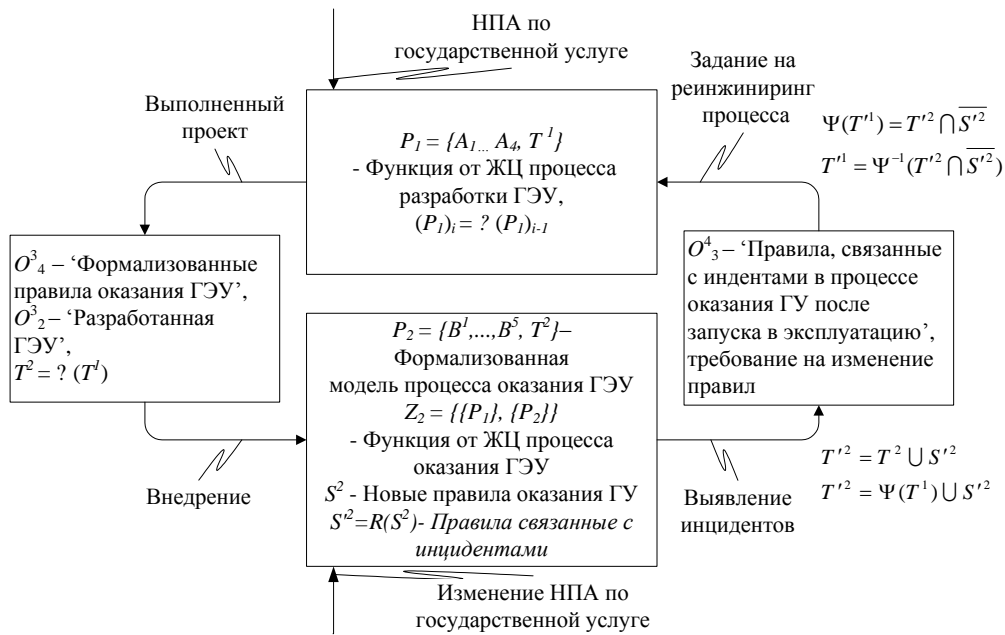 НПА по
государственной услуге
Задание на
реинжиниринг
процесса
Выполненный
проект
Ψ(T'¹) = T'² ⋂ \overline{S'²}
T'¹ = Ψ⁻¹(T'² ⋂ \overline{S'²})
P₁ = {A₁... A₄, T¹}
- Функция от ЖЦ процесса
разработки ГЭУ,
(P₁)ᵢ = ? (P₁)ᵢ₋₁
O³₄ – ‘Формализованные
правила оказания ГЭУ’,
O³₂ – ‘Разработанная
ГЭУ’,
T² = ? (T¹)
O⁴₃ – ‘Правила, связанные
с индентами в процессе
оказания ГУ после
запуска в эксплуатацию’,
требование на изменение
правил
P₂ = {B¹,...,B⁵, T²}–
Формализованная
модель процесса оказания ГЭУ
Z₂ = {{P₁}, {P₂}}
- Функция от ЖЦ процесса
оказания ГЭУ
S² - Новые правила оказания ГУ
S'²=R(S²)- Правила связанные с
инцидентами
Внедрение
Выявление
инцидентов
T'² = T² ⋃ S'²
T'² = Ψ(T¹) ⋃ S'²
Изменение НПА по
государственной услуге